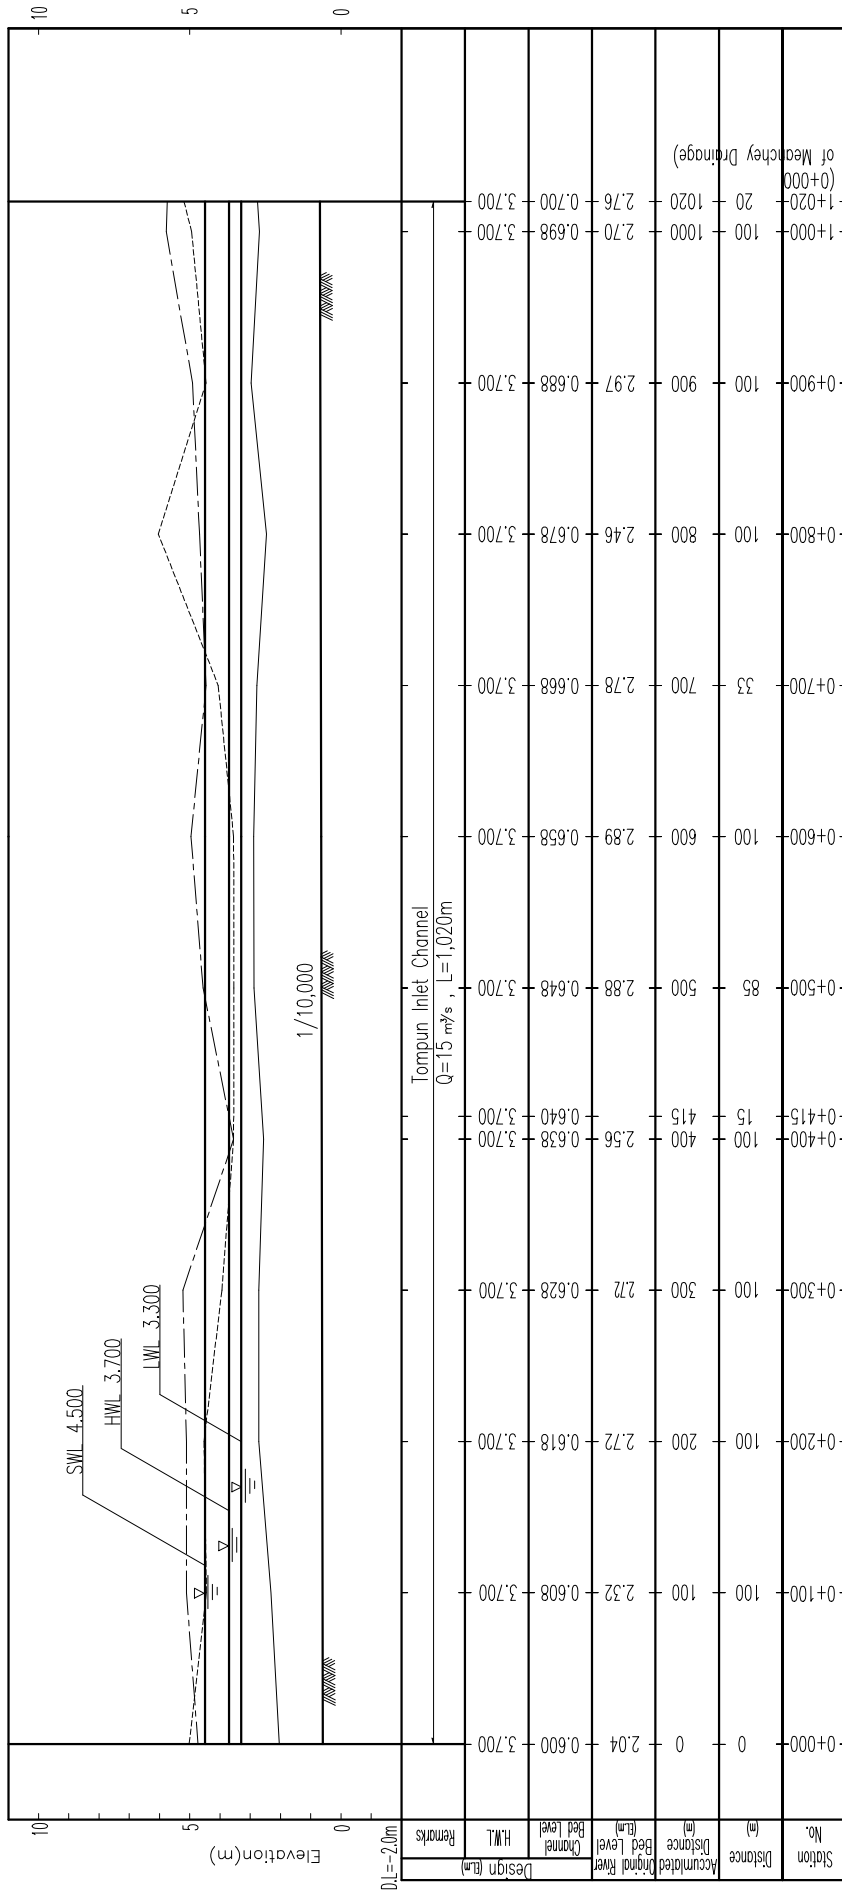 10
5
0
Elevation(m)
D.L=-2.0m
SWL 4.500
HWL 3.700
LWL 3.300
1/10,000
Tompun Inlet Channel
Q=15 m³/s , L=1,020m
Remarks
Design (E.m)
H.W.L 3.700 3.700 3.700 3.700 3.700 3.700 3.700 3.700 3.700 3.700 3.700 3.700 3.700
Channel
Bed Level 0.600 0.608 0.618 0.628 0.638 0.640 0.648 0.658 0.668 0.678 0.688 0.698 0.700
Original River
Bed Level (E.m) 2.04 2.32 2.72 2.72 2.56 2.88 2.89 2.78 2.46 2.97 2.70 2.76
Accumulated
Distance (m) 0 100 200 300 400 415 500 600 700 800 900 1000 1020
Distance (m) 0 100 100 100 100 15 85 100 33 100 100 100 20
Station
No. 0+000 0+100 0+200 0+300 0+400 0+415 0+500 0+600 0+700 0+800 0+900 1+000 1+020
(0+000
of Meanchey Drainage)
10
5
0